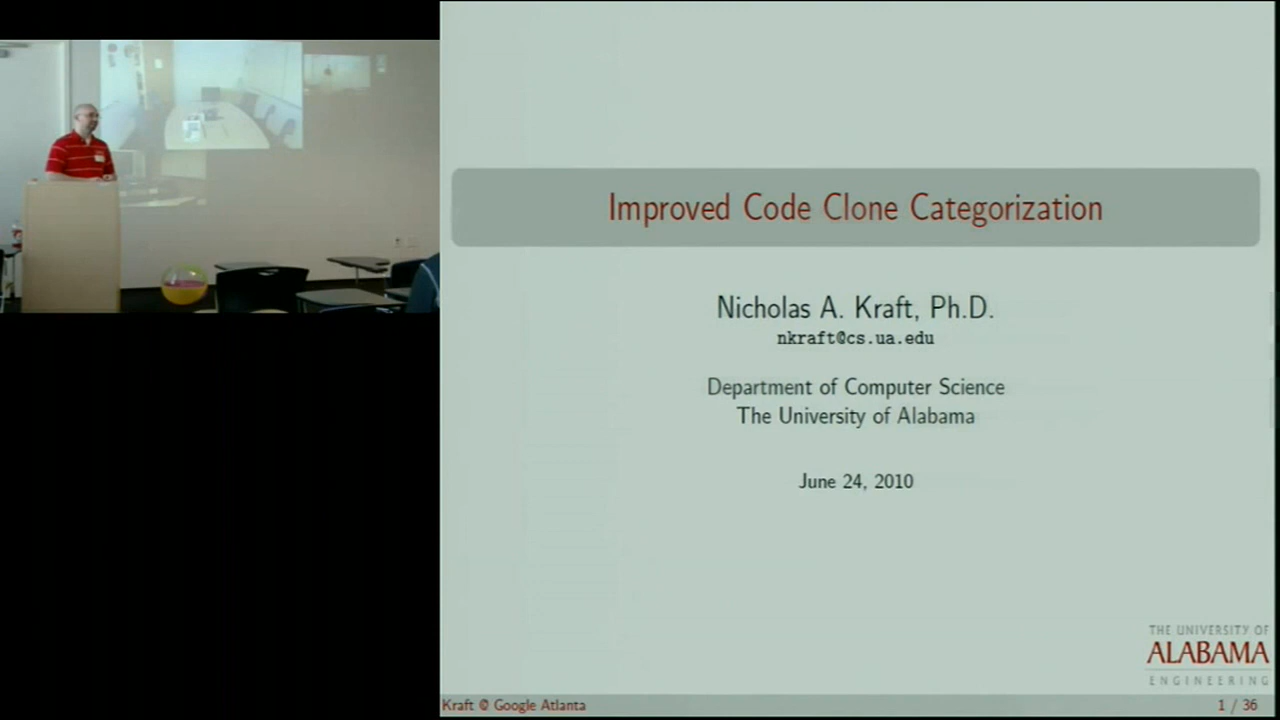 Improved Code Clone Categorization
Nicholas A. Kraft, Ph.D.
nkraft@cs.ua.edu
Department of Computer Science
The University of Alabama
June 24, 2010
THE UNIVERSITY OF
ALABAMA
ENGINEERING
Kraft @ Google Atlanta
1 / 36